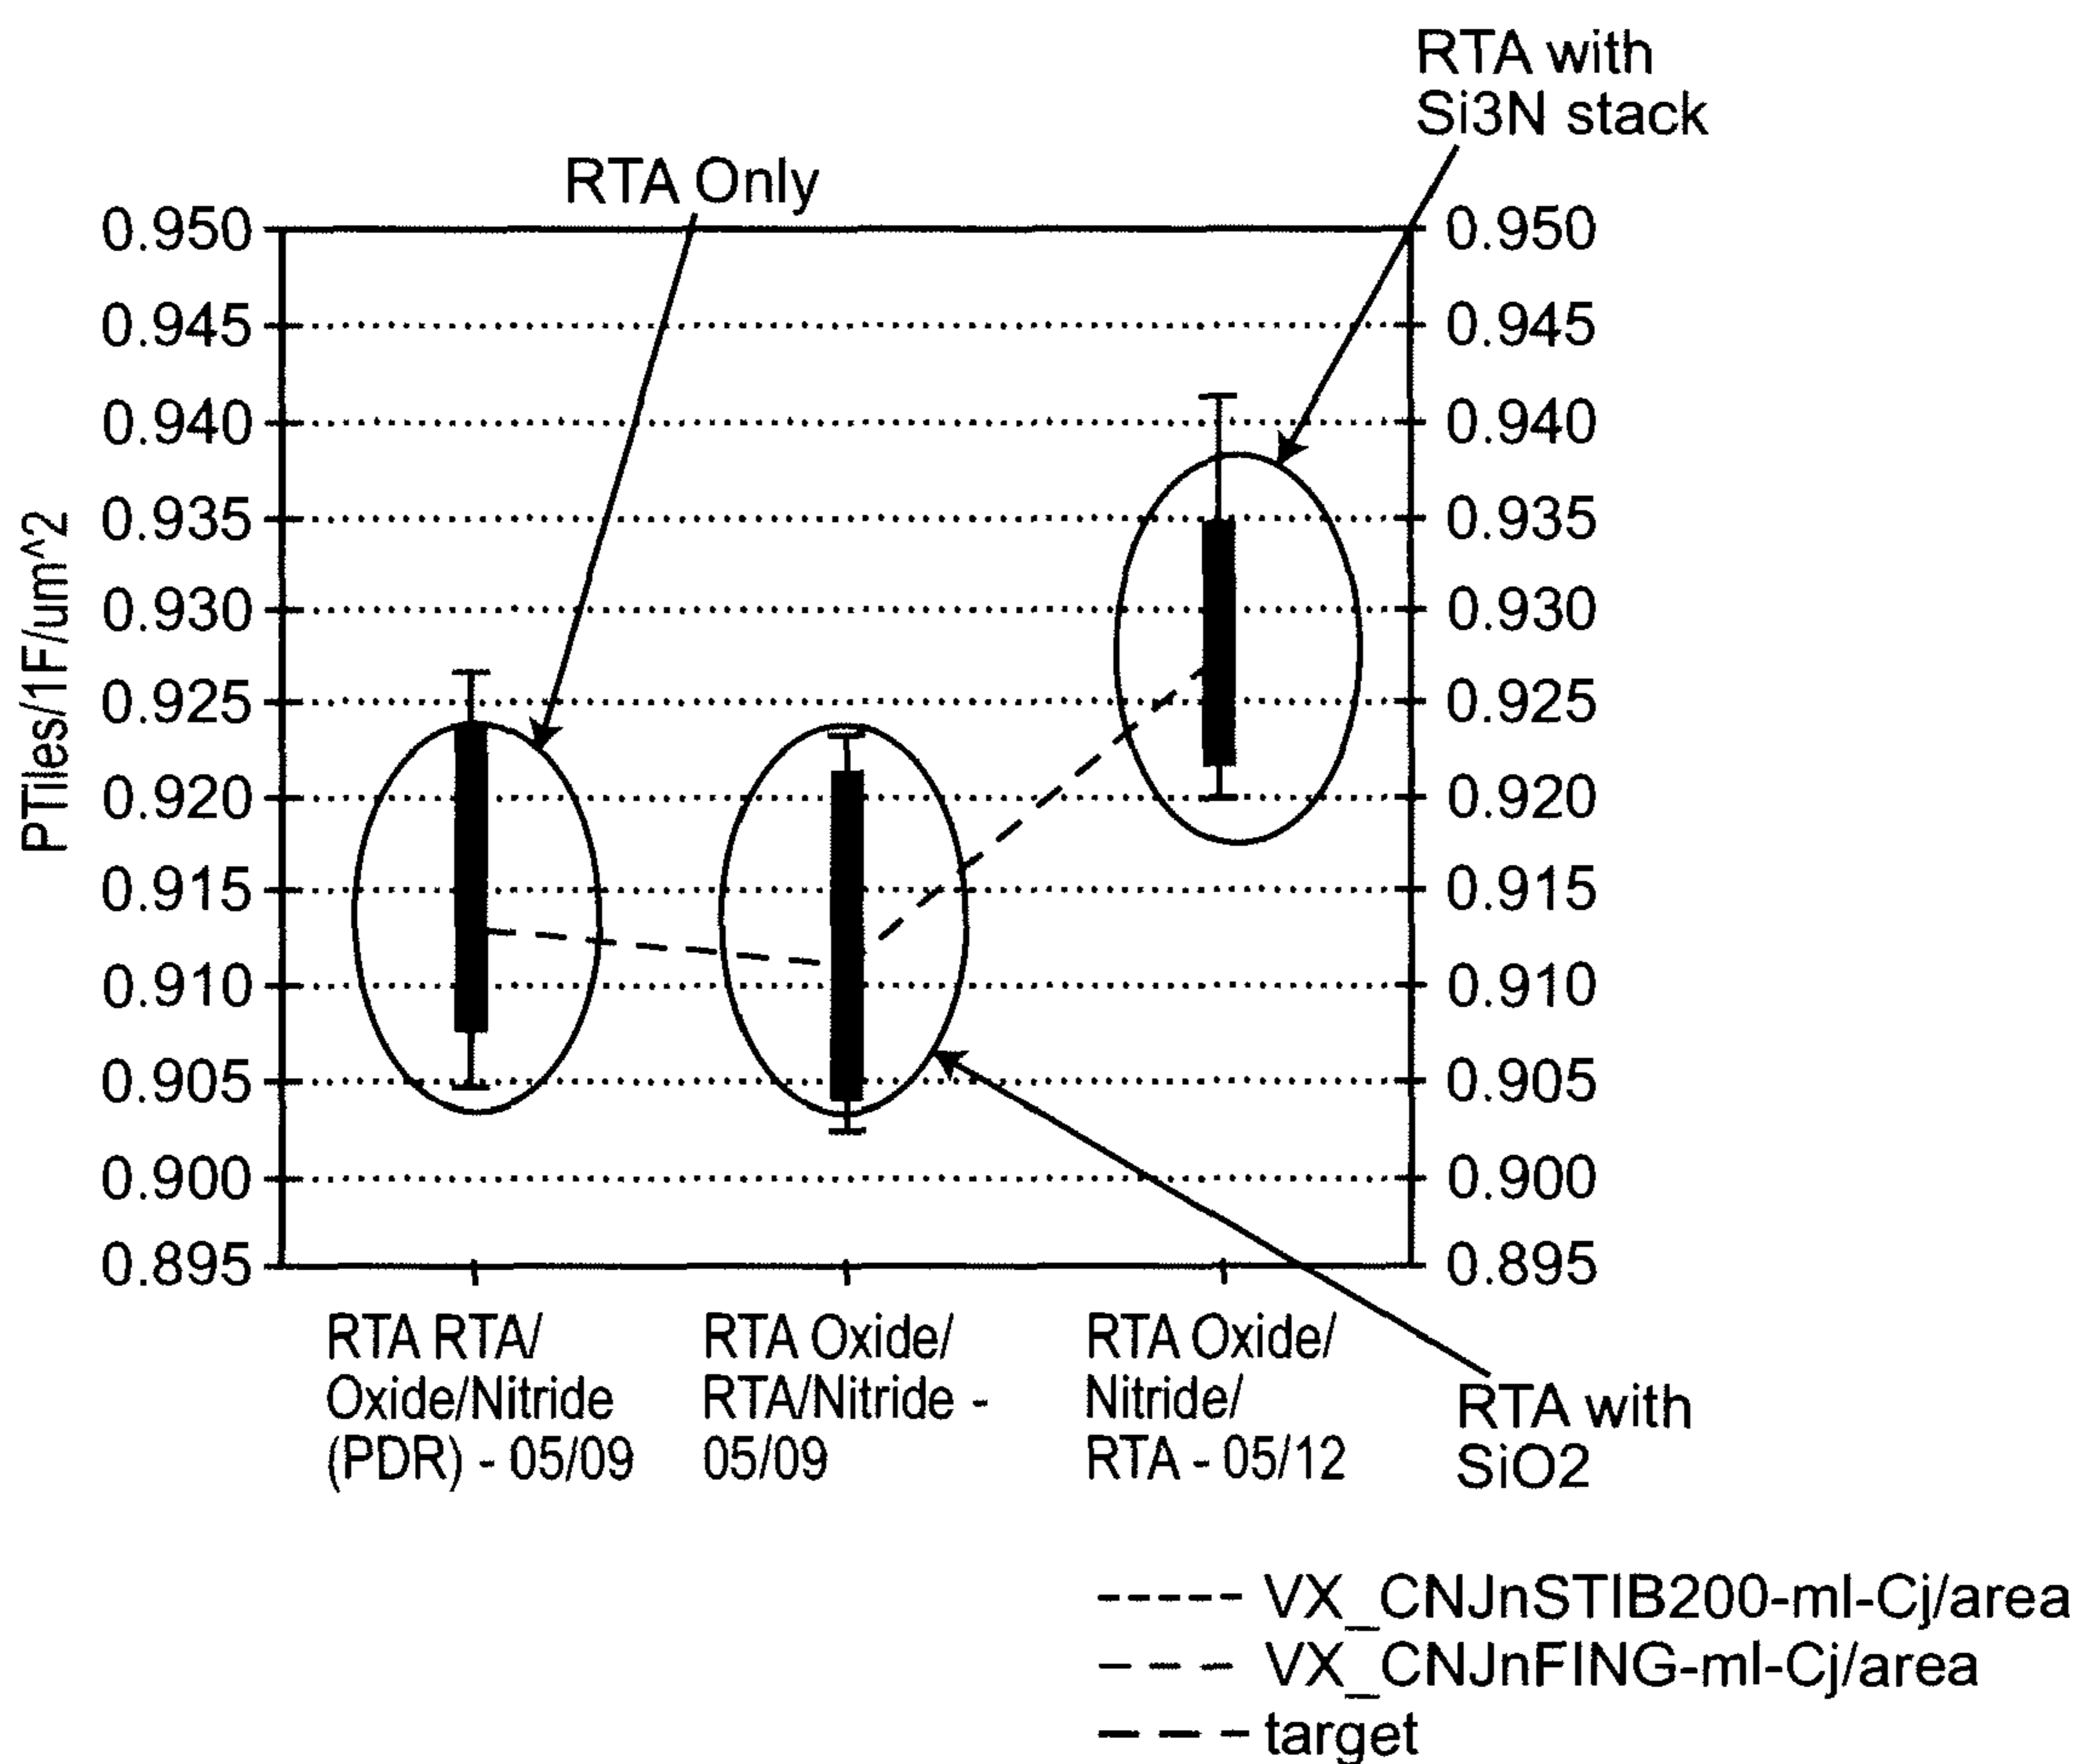 RTA with
Si3N stack
RTA Only
0.950
0.945
0.940
0.935
0.930
0.925
0.920
0.915
0.910
0.905
0.900
0.895
PTiles/1F/um^2
0.950
0.945
0.940
0.935
0.930
0.925
0.920
0.915
0.910
0.905
0.900
0.895
RTA RTA/
Oxide/Nitride
(PDR) - 05/09
RTA Oxide/
RTA/Nitride -
05/09
RTA Oxide/
Nitride/
RTA - 05/12
RTA with
SiO2
VX_CNJnSTIB200-ml-Cj/area
VX_CNJnFING-ml-Cj/area
target